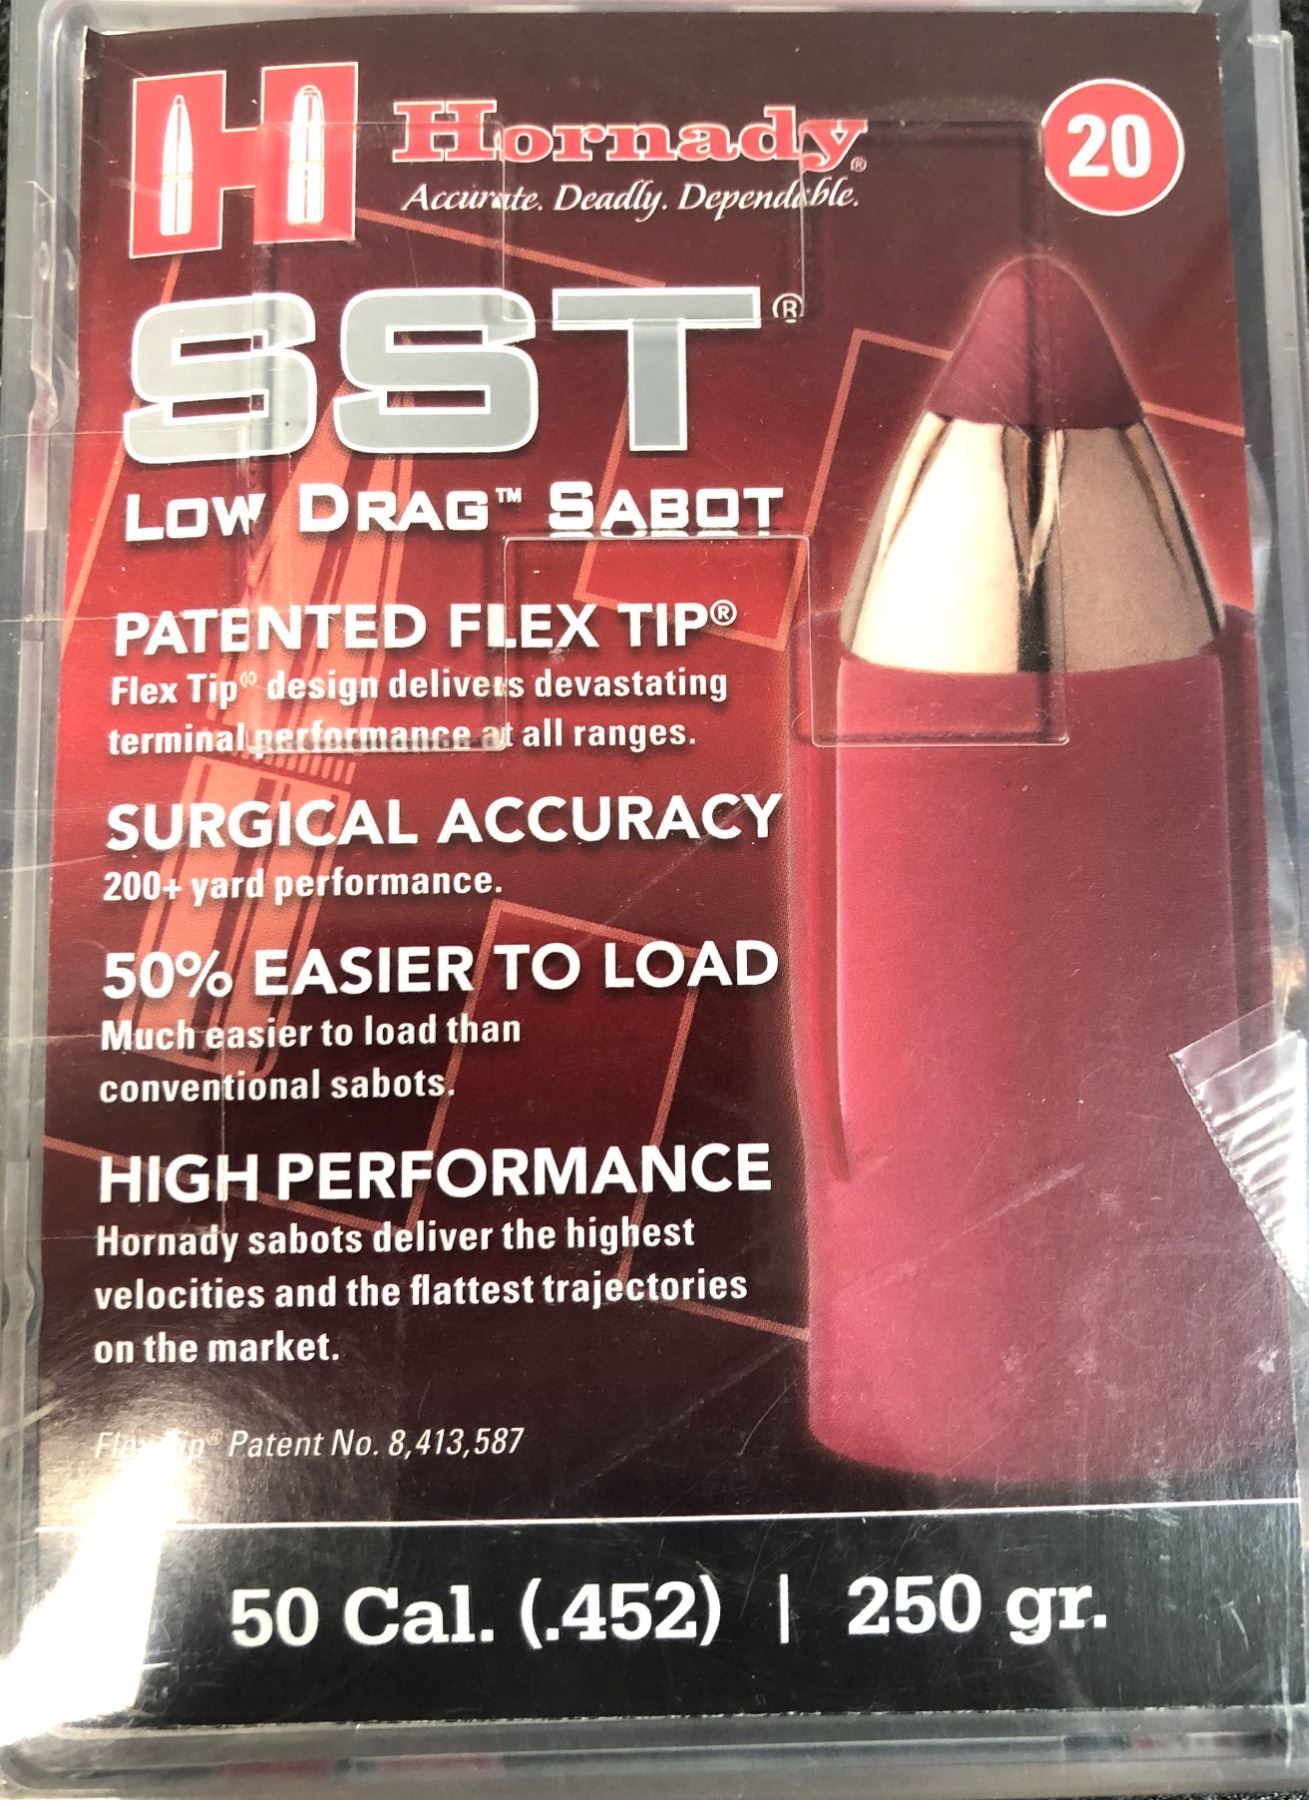 Hornady®
20
Accurate. Deadly. Dependable.
SST®
LOW DRAG™ SABOT
PATENTED FLEX TIP®
Flex Tip® design delivers devastating
terminal performance at all ranges.
SURGICAL ACCURACY
200+ yard performance.
50% EASIER TO LOAD
Much easier to load than
conventional sabots.
HIGH PERFORMANCE
Hornady sabots deliver the highest
velocities and the flattest trajectories
on the market.
Flex Tip® Patent No. 8,413,587
50 Cal. (.452) | 250 gr.